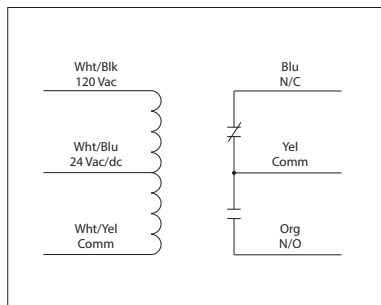 Wht/Blk
120 Vac
Wht/Blu
24 Vac/dc
Wht/Yel
Comm
Blu
N/C
Yel
Comm
Org
N/O